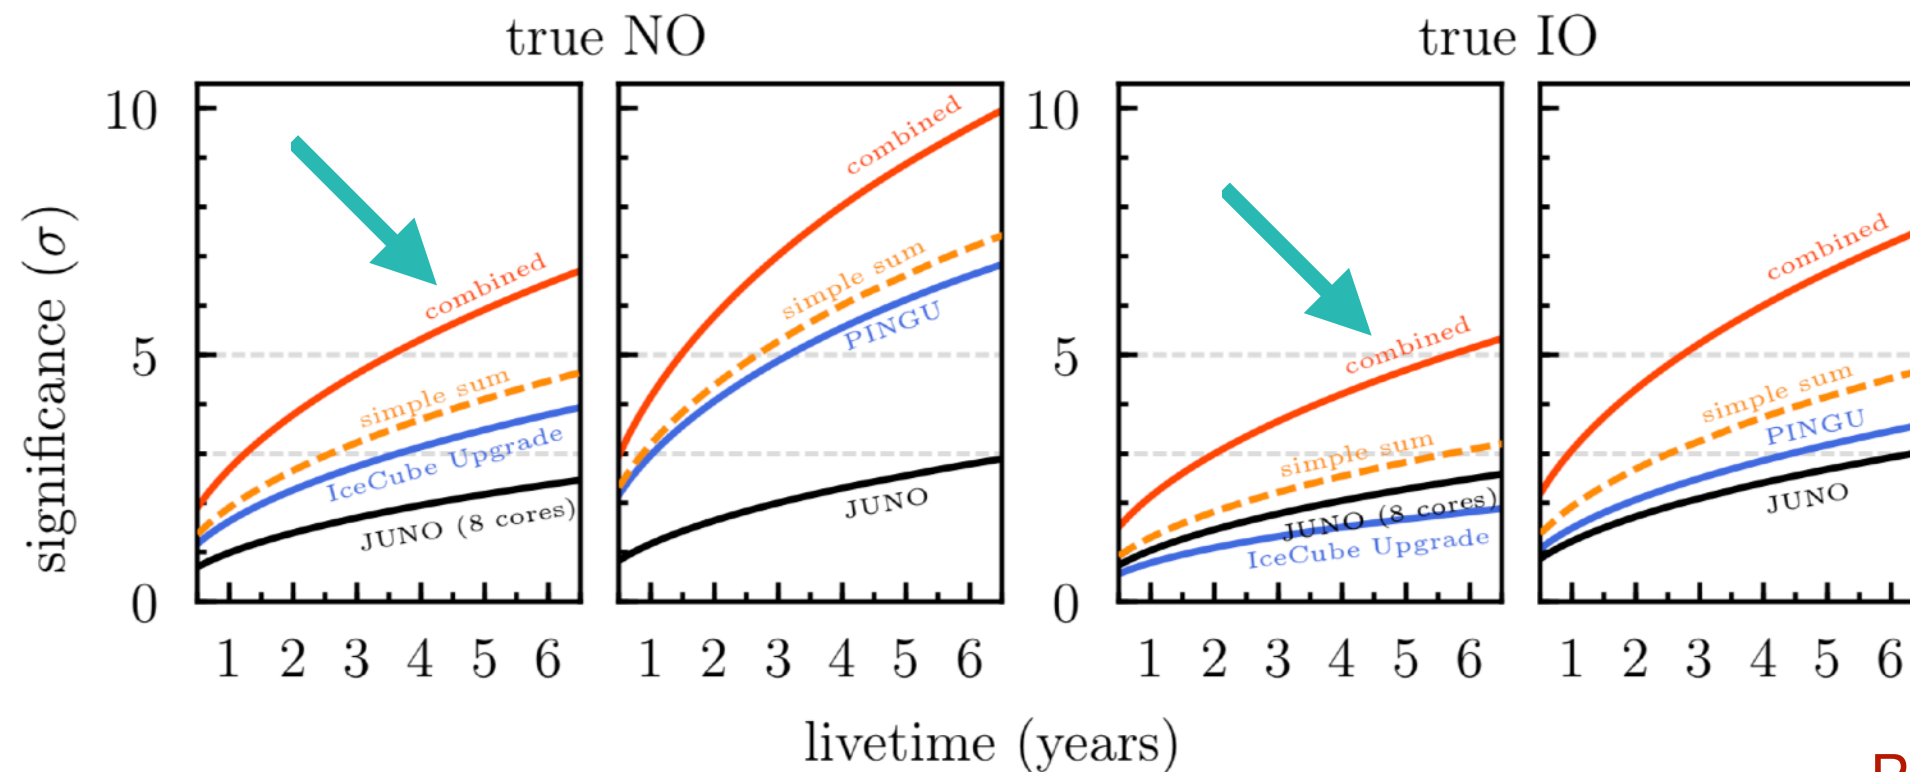 true NO
true IO
significance (σ)
10
5
0
combined
simple sum
IceCube Upgrade
JUNO (8 cores)
1 2 3 4 5 6
combined
simple sum
PINGU
JUNO
1 2 3 4 5 6
10
5
0
combined
simple sum
JUNO (8 cores)
IceCube Upgrade
1 2 3 4 5 6
combined
simple sum
PINGU
JUNO
1 2 3 4 5 6
livetime (years)